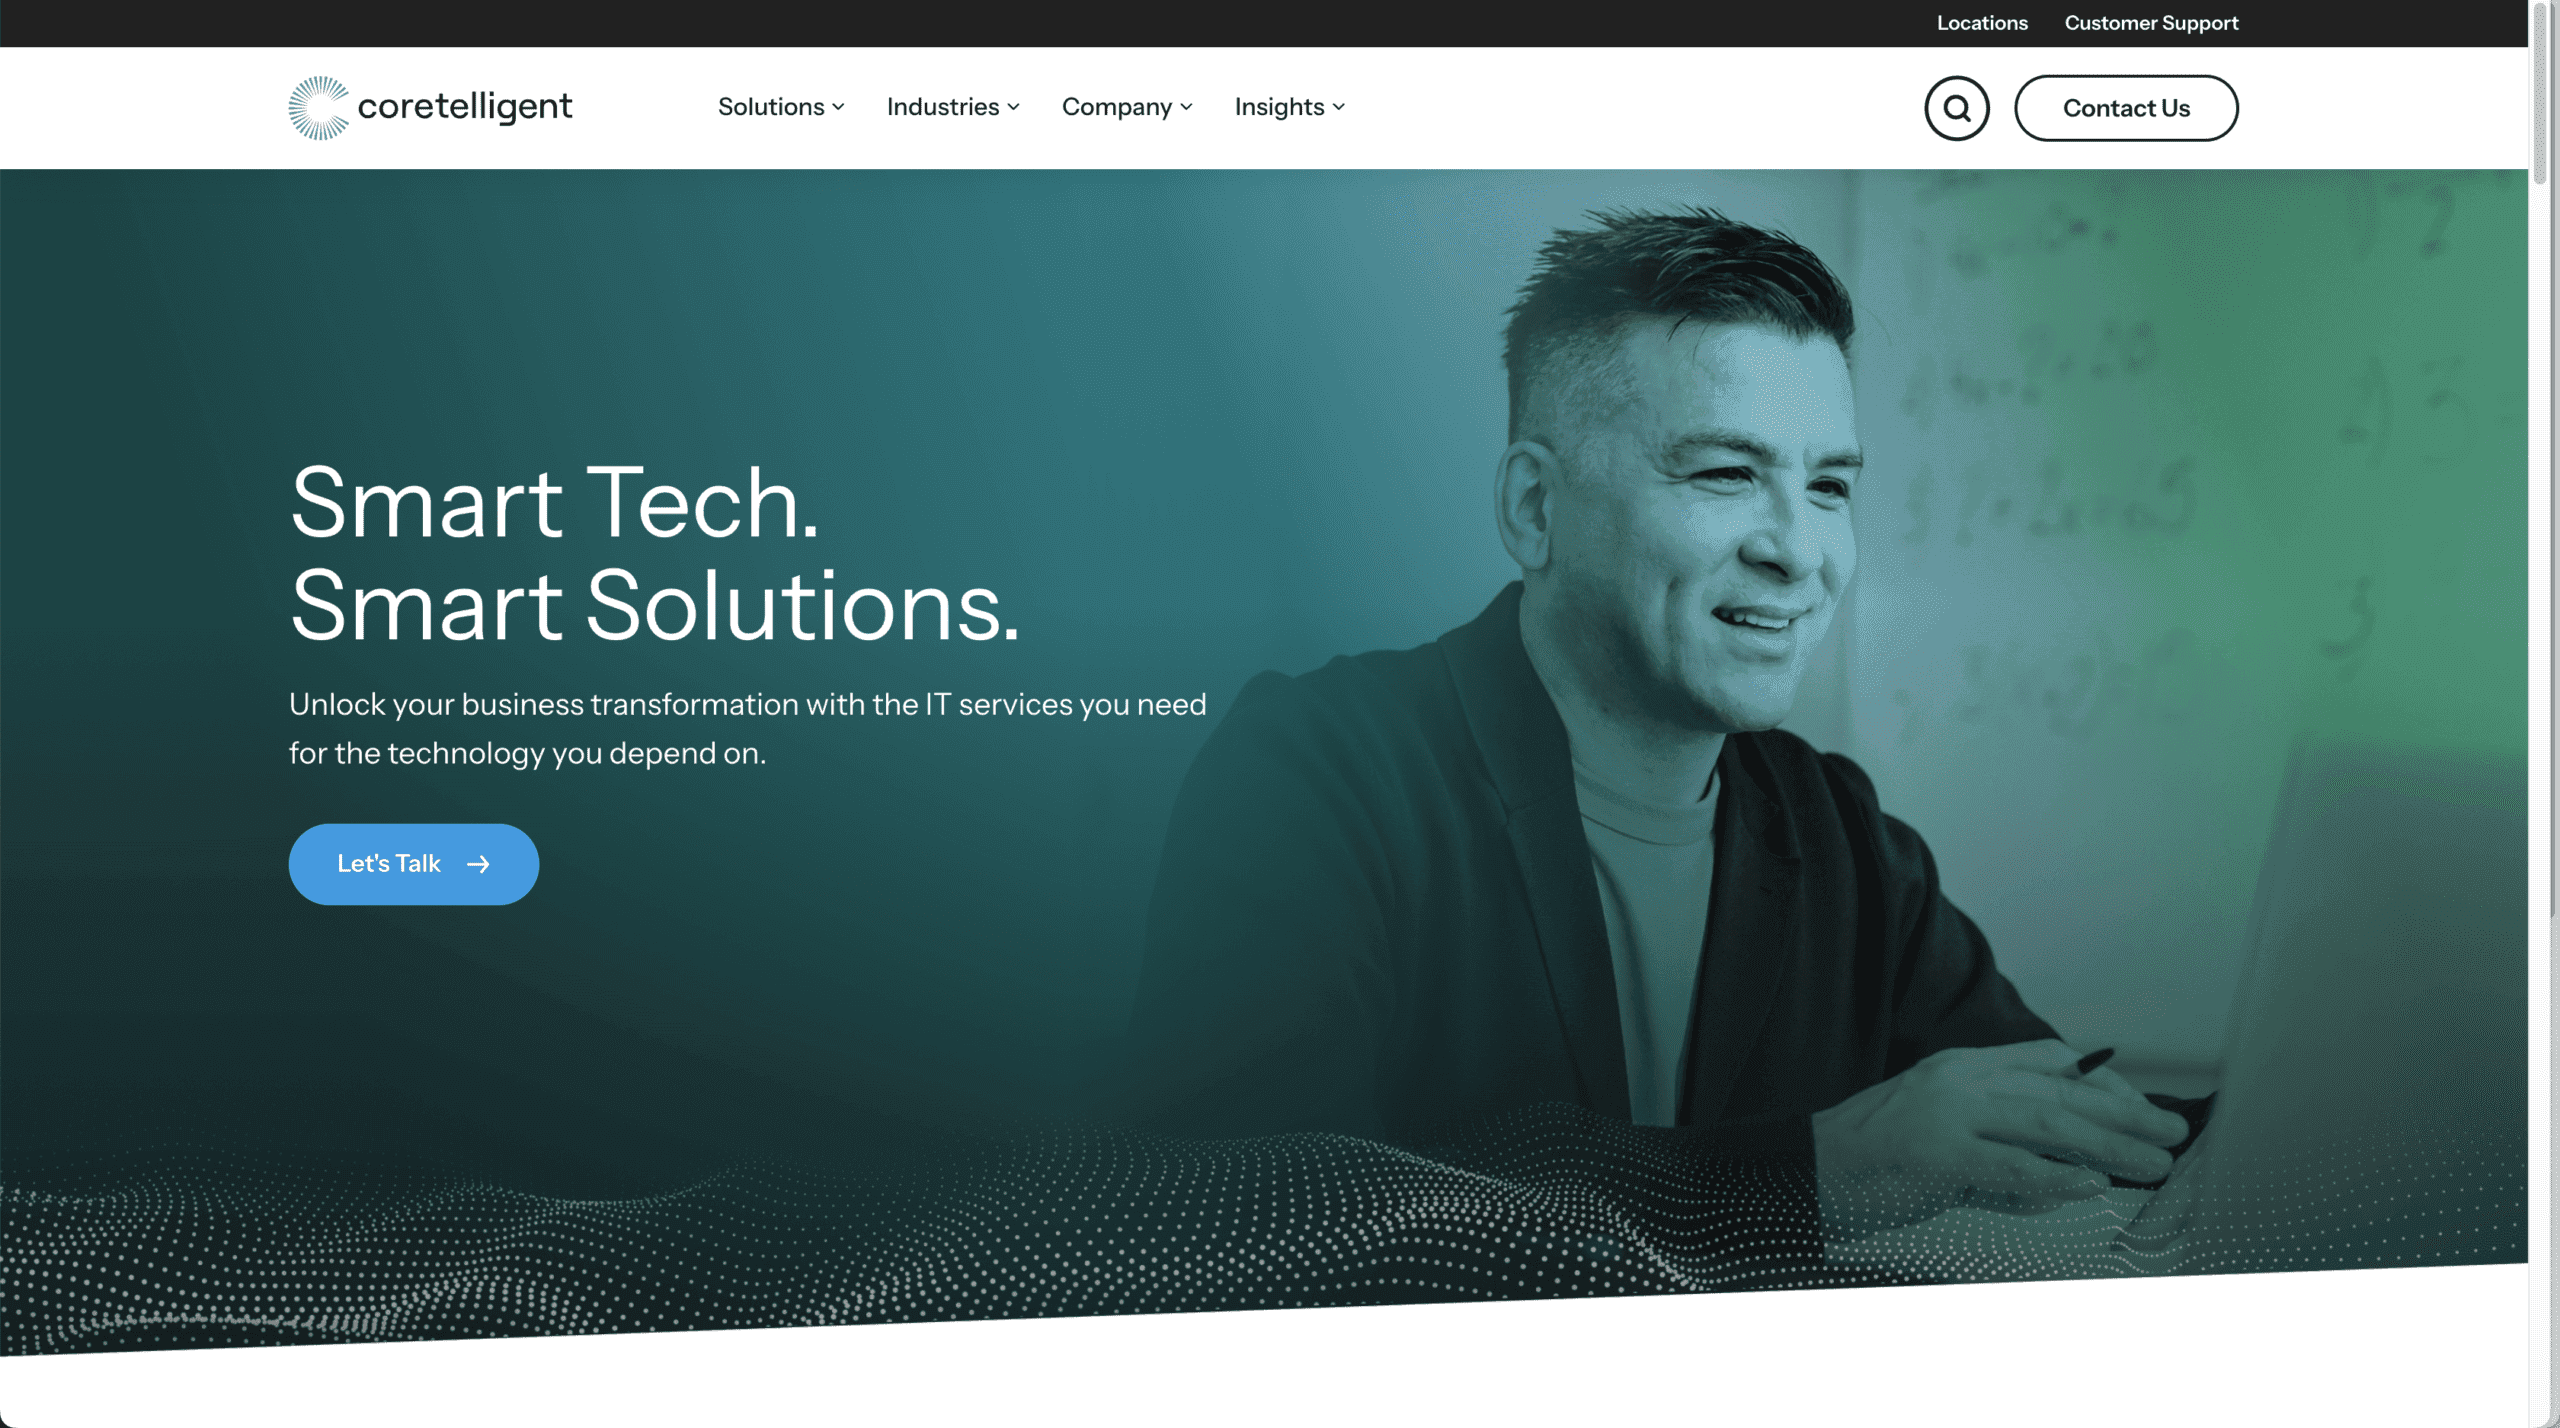 Locations Customer Support
coretelligent Solutions Industries Company Insights Contact Us
Smart Tech.
Smart Solutions.
Unlock your business transformation with the IT services you need
for the technology you depend on.
Let's Talk